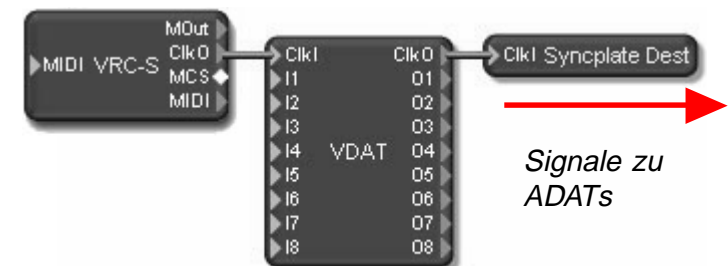 MIDI VRC-S
MOut
ClkO
MCS
MIDI
ClkI
I1
I2
I3
I4
I5
I6
I7
I8
VDAT
ClkO
O1
O2
O3
O4
O5
O6
O7
O8
ClkI Syncplate Dest
Signale zu
ADATs